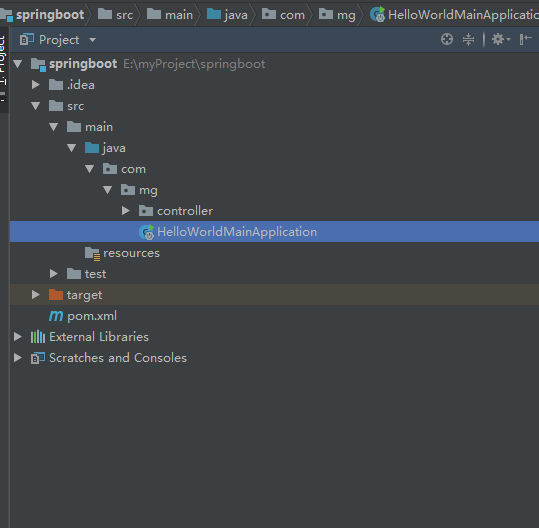 springboot src main java com mg HelloWorldMainApplicatio
Project
1: Project
springboot E:\myProject\springboot
.idea
src
main
java
com
mg
controller
HelloWorldMainApplication
resources
test
target
pom.xml
External Libraries
Scratches and Consoles